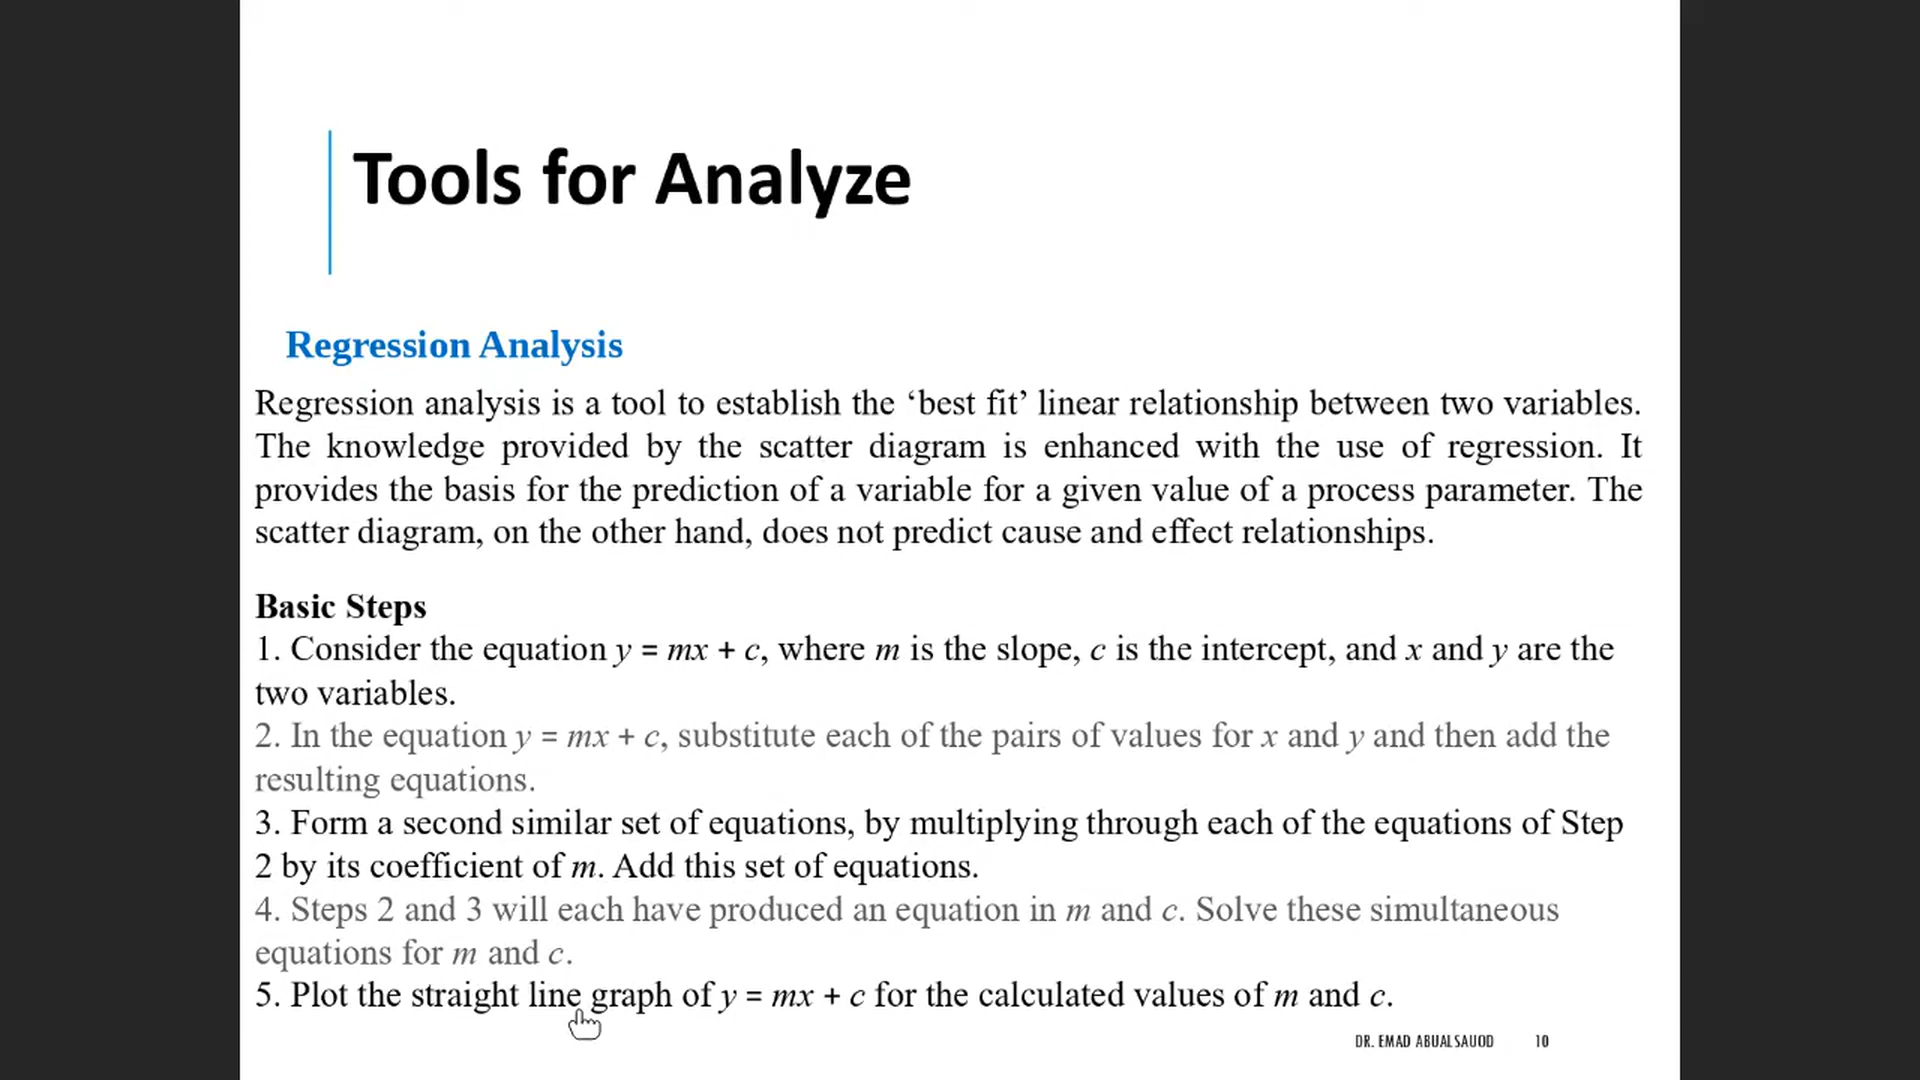 Tools for Analyze
Regression Analysis
Regression analysis is a tool to establish the ‘best fit’ linear relationship between two variables.
The knowledge provided by the scatter diagram is enhanced with the use of regression. It
provides the basis for the prediction of a variable for a given value of a process parameter. The
scatter diagram, on the other hand, does not predict cause and effect relationships.
Basic Steps
1. Consider the equation y = mx + c, where m is the slope, c is the intercept, and x and y are the
two variables.
2. In the equation y = mx + c, substitute each of the pairs of values for x and y and then add the
resulting equations.
3. Form a second similar set of equations, by multiplying through each of the equations of Step
2 by its coefficient of m. Add this set of equations.
4. Steps 2 and 3 will each have produced an equation in m and c. Solve these simultaneous
equations for m and c.
5. Plot the straight line graph of y = mx + c for the calculated values of m and c.
DR. EMAD ABUALSAUOD 10